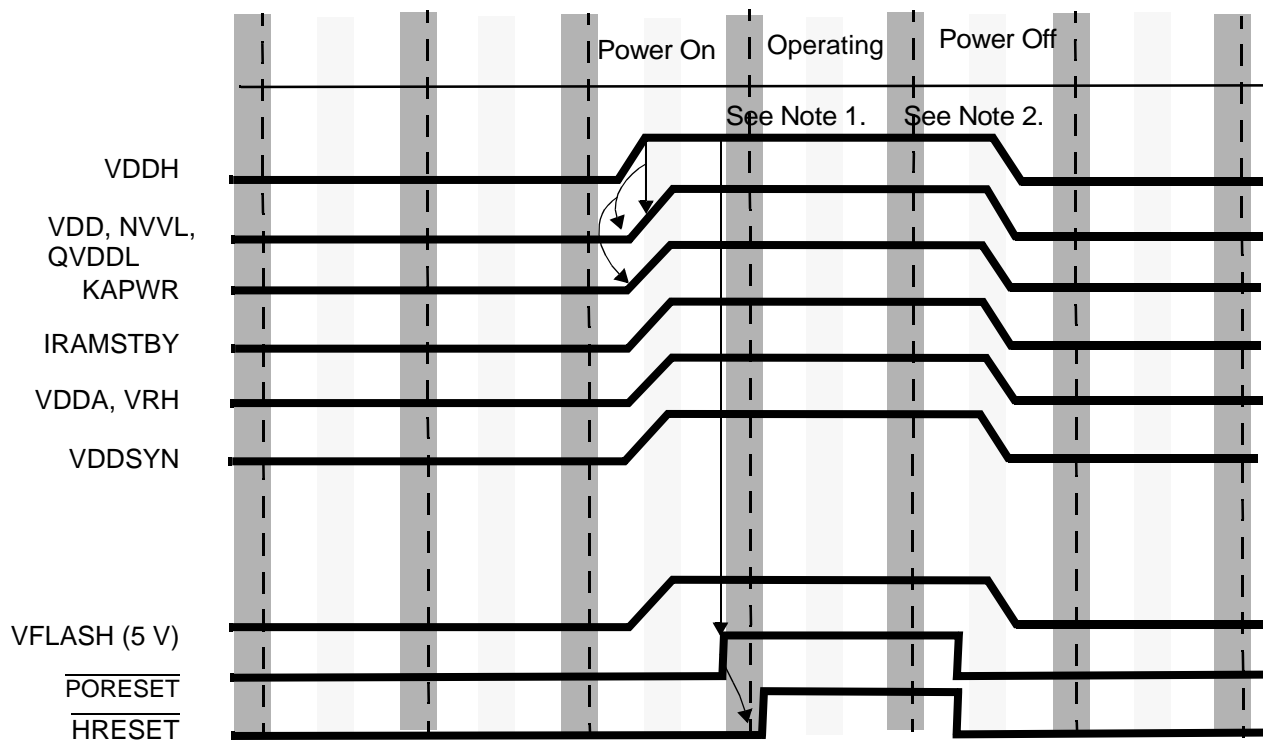 Power On
Operating
Power Off
See Note 1.
See Note 2.
VDDH
VDD, NVVL,
QVDDL
KAPWR
IRAMSTBY
VDDA, VRH
VDDSYN
VFLASH (5 V)
PORESET
HRESET